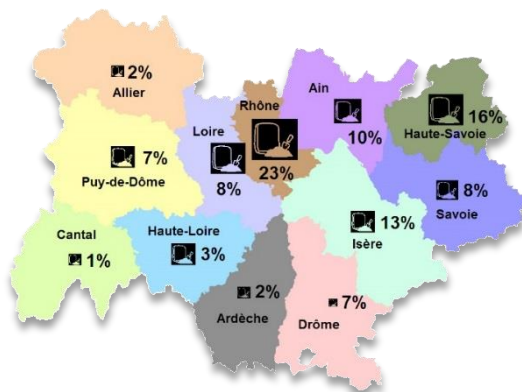 2%
Allier
Rhône
23%
Ain
10%
16%
Haute-Savoie
Loire
8%
7%
Puy-de-Dôme
8%
Savoie
Cantal
1%
Haute-Loire
3%
13%
Isère
2%
Ardèche
7%
Drôme